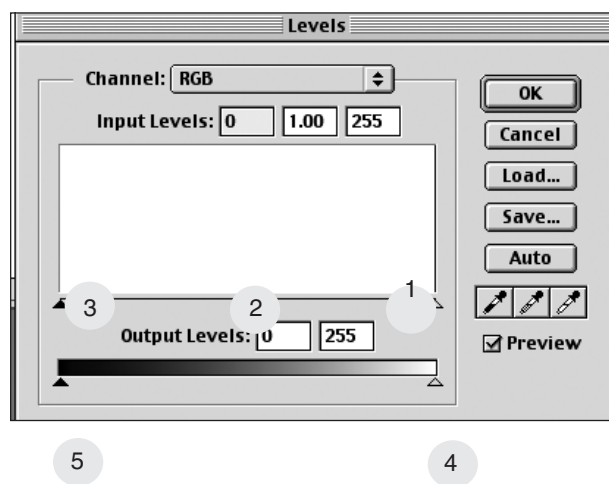 Levels
Channel: RGB
OK
Input Levels: 0 1.00 255
Cancel
Load...
Save...
Auto
1
3 2
Output Levels: 0 255
Preview
5 4